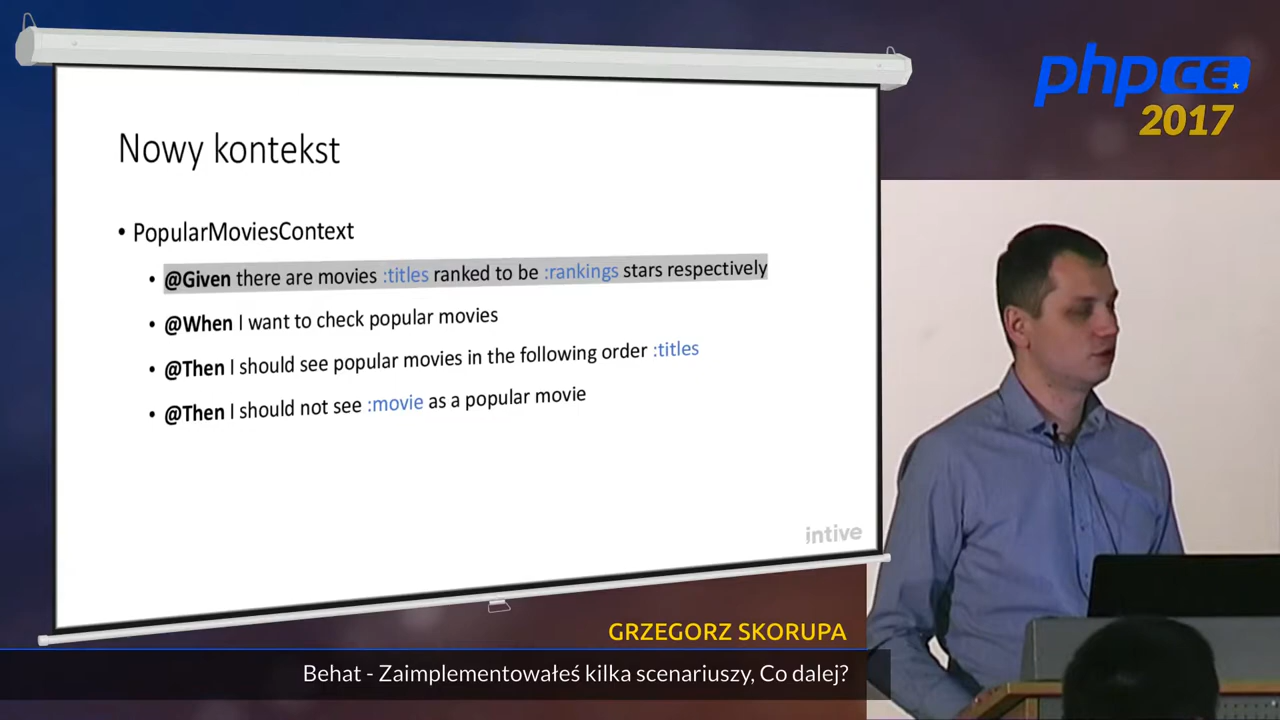 Nowy kontekst
• PopularMoviesContext
• @Given there are movies :titles ranked to be :rankings stars respectively
• @When I want to check popular movies
• @Then I should see popular movies in the following order :titles
• @Then I should not see :movie as a popular movie
intive
php CE
2017
GRZEGORZ SKORUPA
Behat - Zaimplementowałeś kilka scenariuszy, Co dalej?